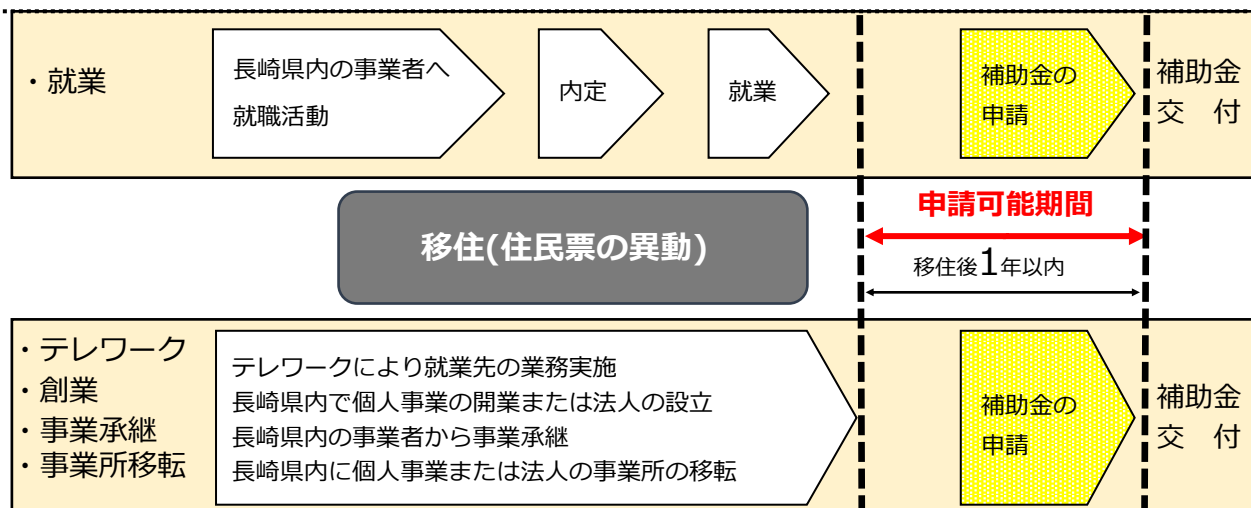 ・就業
長崎県内の事業者へ
就職活動
内定
就業
補助金の
申請
補助金
交　付
移住(住民票の異動)
申請可能期間
移住後1年以内
・テレワーク
・創業
・事業承継
・事業所移転
テレワークにより就業先の業務実施
長崎県内で個人事業の開業または法人の設立
長崎県内の事業者から事業承継
長崎県内に個人事業または法人の事業所の移転
補助金の
申請
補助金
交　付